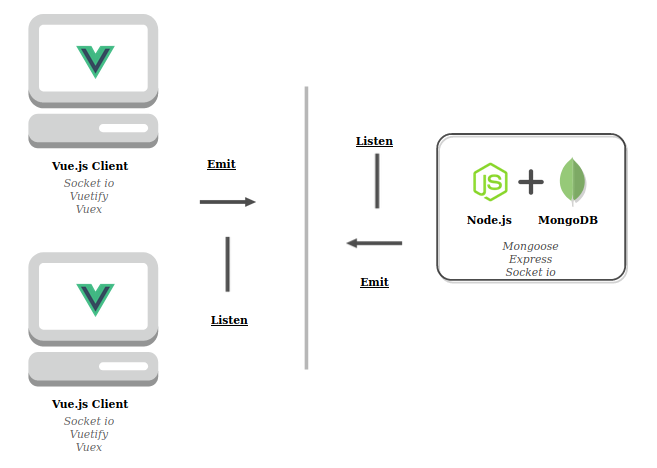 Vue.js Client
Socket io
Vuetify
Vuex
Emit
Listen
Vue.js Client
Socket io
Vuetify
Vuex
Listen
Emit
JS
Node.js
MongoDB
Mongoose
Express
Socket io